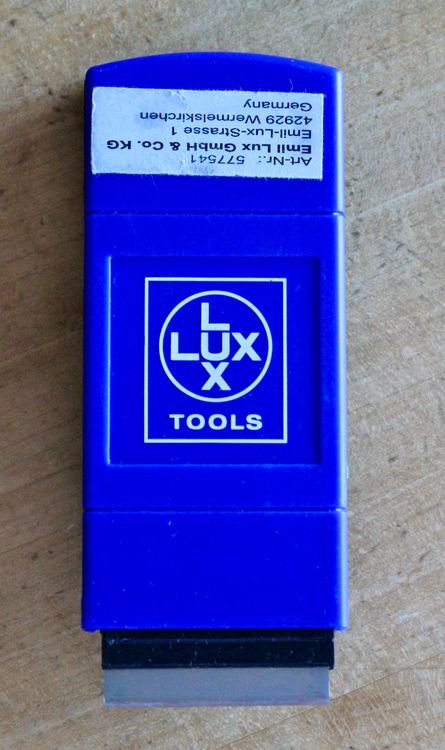 Art-Nr.: 577541
Emil Lux GmbH & Co. KG
Emil-Lux-Strasse 1
42929 Wermelskirchen
Germany
LUX
LUX
TOOLS